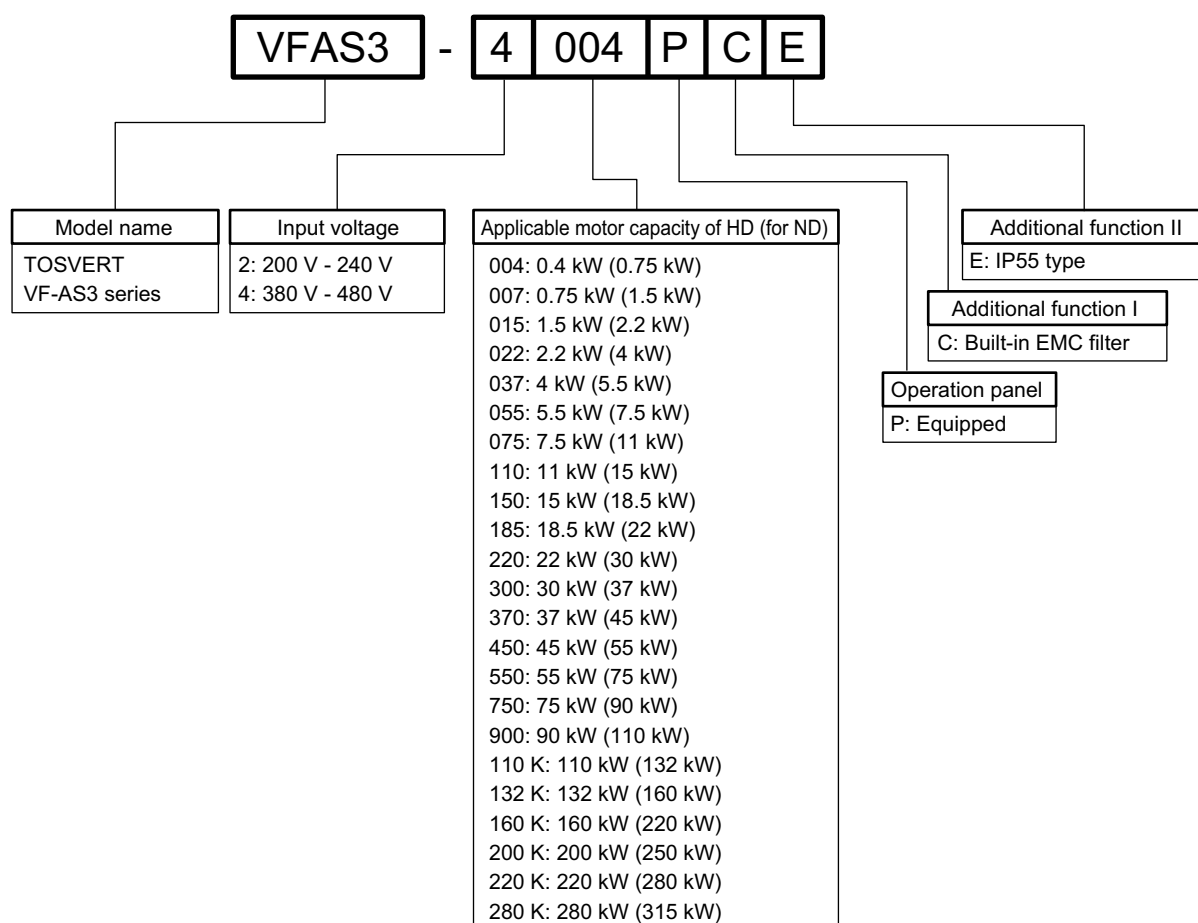 VFAS3 - 4 004 P C E
Model name
TOSVERT
VF-AS3 series
Input voltage
2: 200 V - 240 V
4: 380 V - 480 V
Applicable motor capacity of HD (for ND)
004: 0.4 kW (0.75 kW)
007: 0.75 kW (1.5 kW)
015: 1.5 kW (2.2 kW)
022: 2.2 kW (4 kW)
037: 4 kW (5.5 kW)
055: 5.5 kW (7.5 kW)
075: 7.5 kW (11 kW)
110: 11 kW (15 kW)
150: 15 kW (18.5 kW)
185: 18.5 kW (22 kW)
220: 22 kW (30 kW)
300: 30 kW (37 kW)
370: 37 kW (45 kW)
450: 45 kW (55 kW)
550: 55 kW (75 kW)
750: 75 kW (90 kW)
900: 90 kW (110 kW)
110 K: 110 kW (132 kW)
132 K: 132 kW (160 kW)
160 K: 160 kW (220 kW)
200 K: 200 kW (250 kW)
220 K: 220 kW (280 kW)
280 K: 280 kW (315 kW)
Operation panel
P: Equipped
Additional function I
C: Built-in EMC filter
Additional function II
E: IP55 type